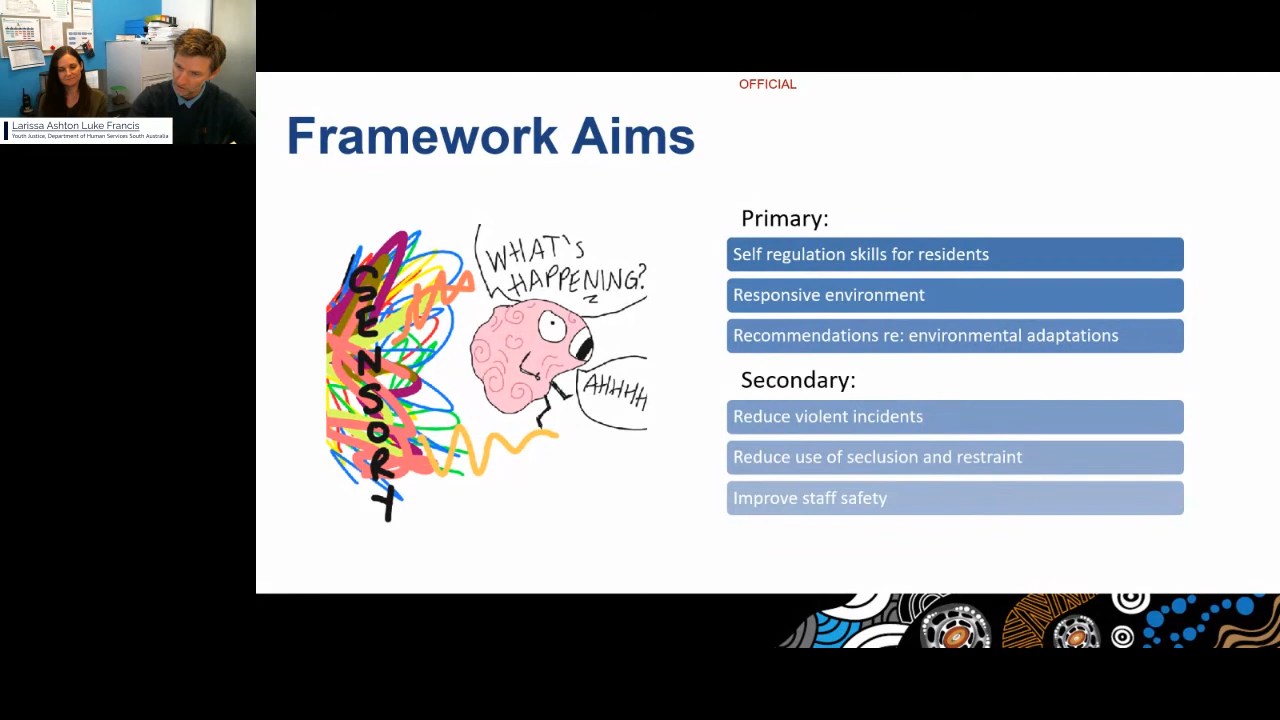 Larissa Ashton Luke Francis
Youth Justice, Department of Human Services South Australia
OFFICIAL
Framework Aims
SENSORY
WHAT'S
HAPPENING?
AHHHH
Primary:
Self regulation skills for residents
Responsive environment
Recommendations re: environmental adaptations
Secondary:
Reduce violent incidents
Reduce use of seclusion and restraint
Improve staff safety